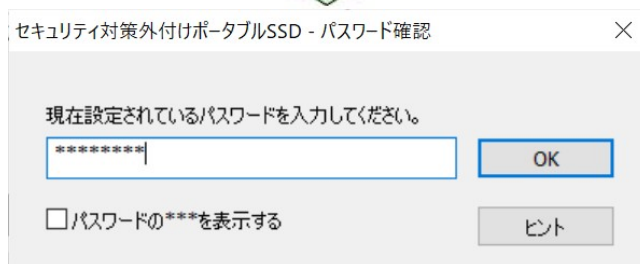 セキュリティ対策外付けポータブルSSD - パスワード確認
現在設定されているパスワードを入力してください。
********
OK
パスワードの***を表示する
ヒント